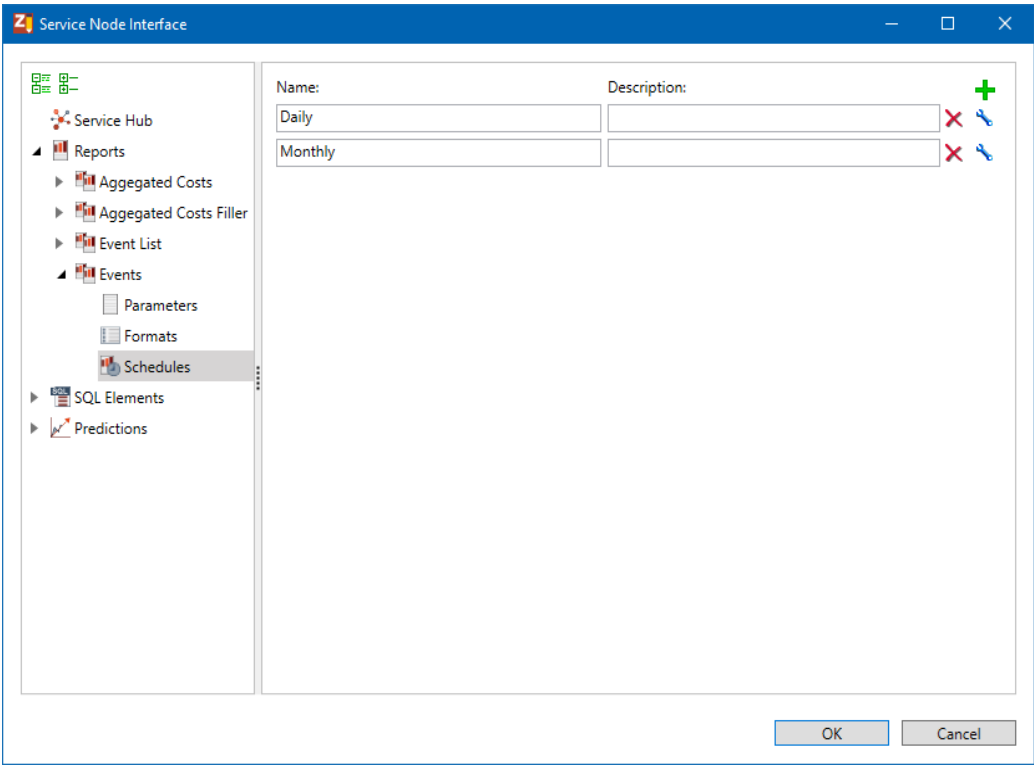 Service Node Interface
Service Hub
Reports
Aggegated Costs
Aggegated Costs Filler
Event List
Events
Parameters
Formats
Schedules
SQL Elements
Predictions
Name: Description:
Daily
Monthly
OK Cancel